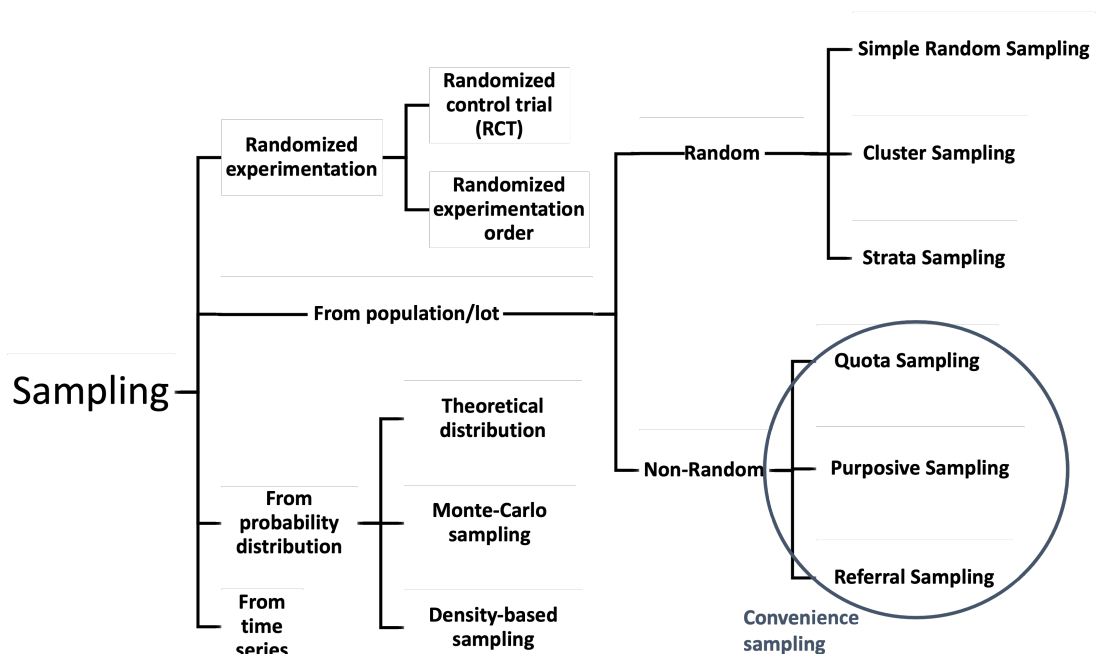 Sampling
Randomized
experimentation
Randomized
control trial
(RCT)
Randomized
experimentation
order
From population/lot
Random
Simple Random Sampling
Cluster Sampling
Strata Sampling
Non-Random
Quota Sampling
Purposive Sampling
Referral Sampling
Convenience
sampling
From
probability
distribution
Theoretical
distribution
Monte-Carlo
sampling
Density-based
sampling
From
time
series